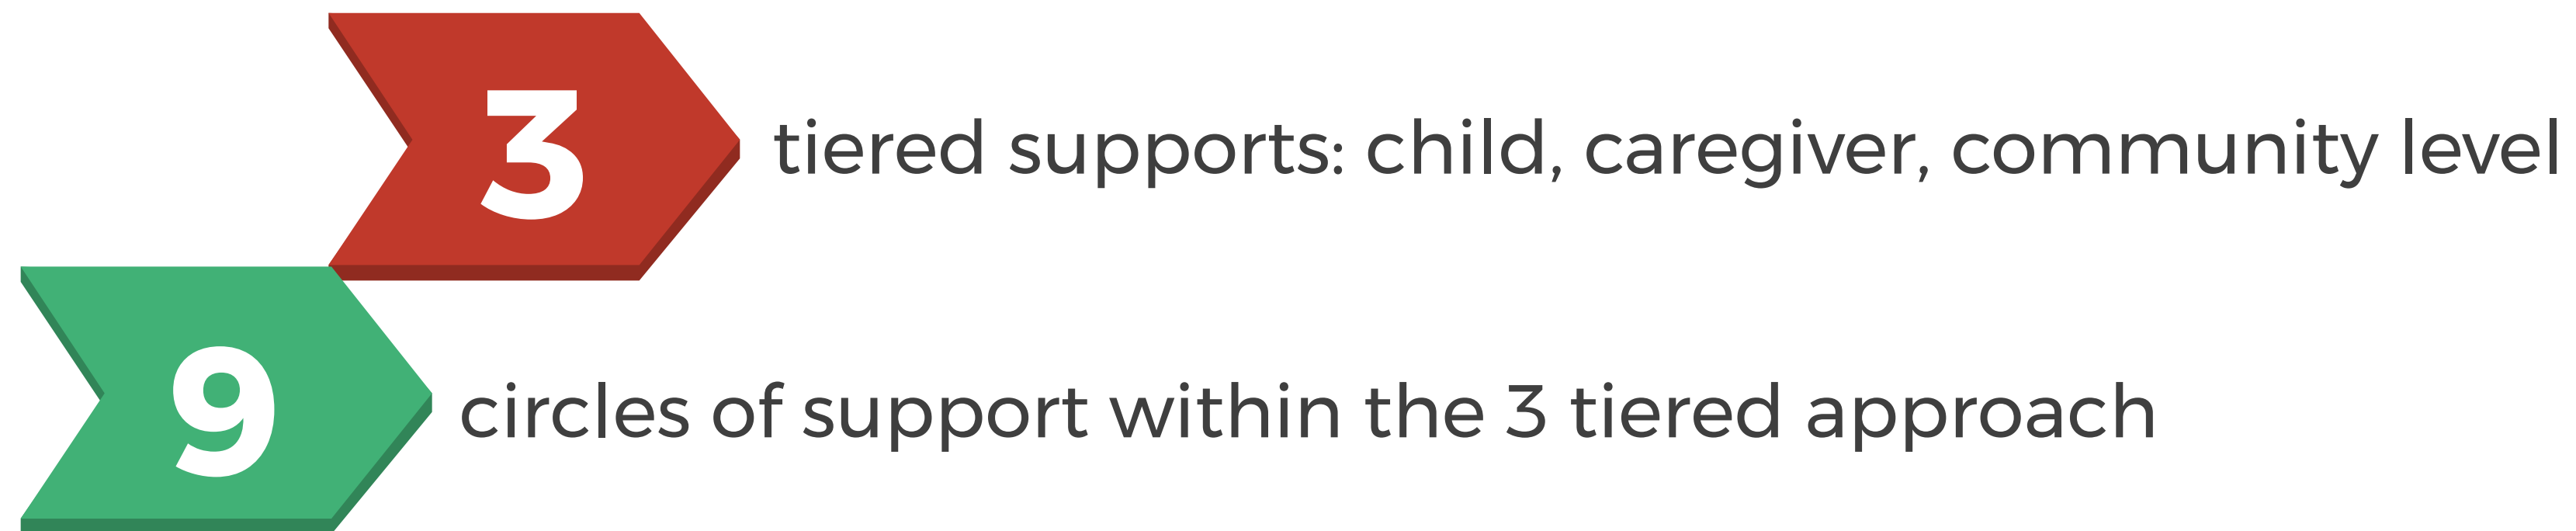 3 tiered supports: child, caregiver, community level
9 circles of support within the 3 tiered approach